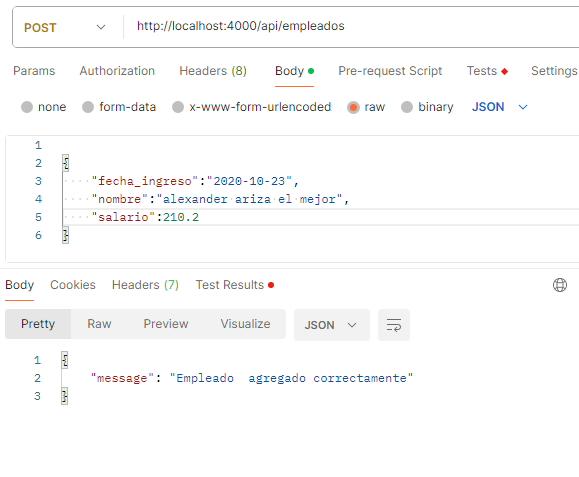 POST http://localhost:4000/api/empleados
Params Authorization Headers (8) Body Pre-request Script Tests Settings
none form-data x-www-form-urlencoded raw binary JSON
1
2 {
3 "fecha_ingreso":"2020-10-23",
4 "nombre":"alexander ariza el mejor",
5 "salario":210.2
6 }
Body Cookies Headers (7) Test Results
Pretty Raw Preview Visualize JSON
1 {
2 "message": "Empleado  agregado correctamente"
3 }